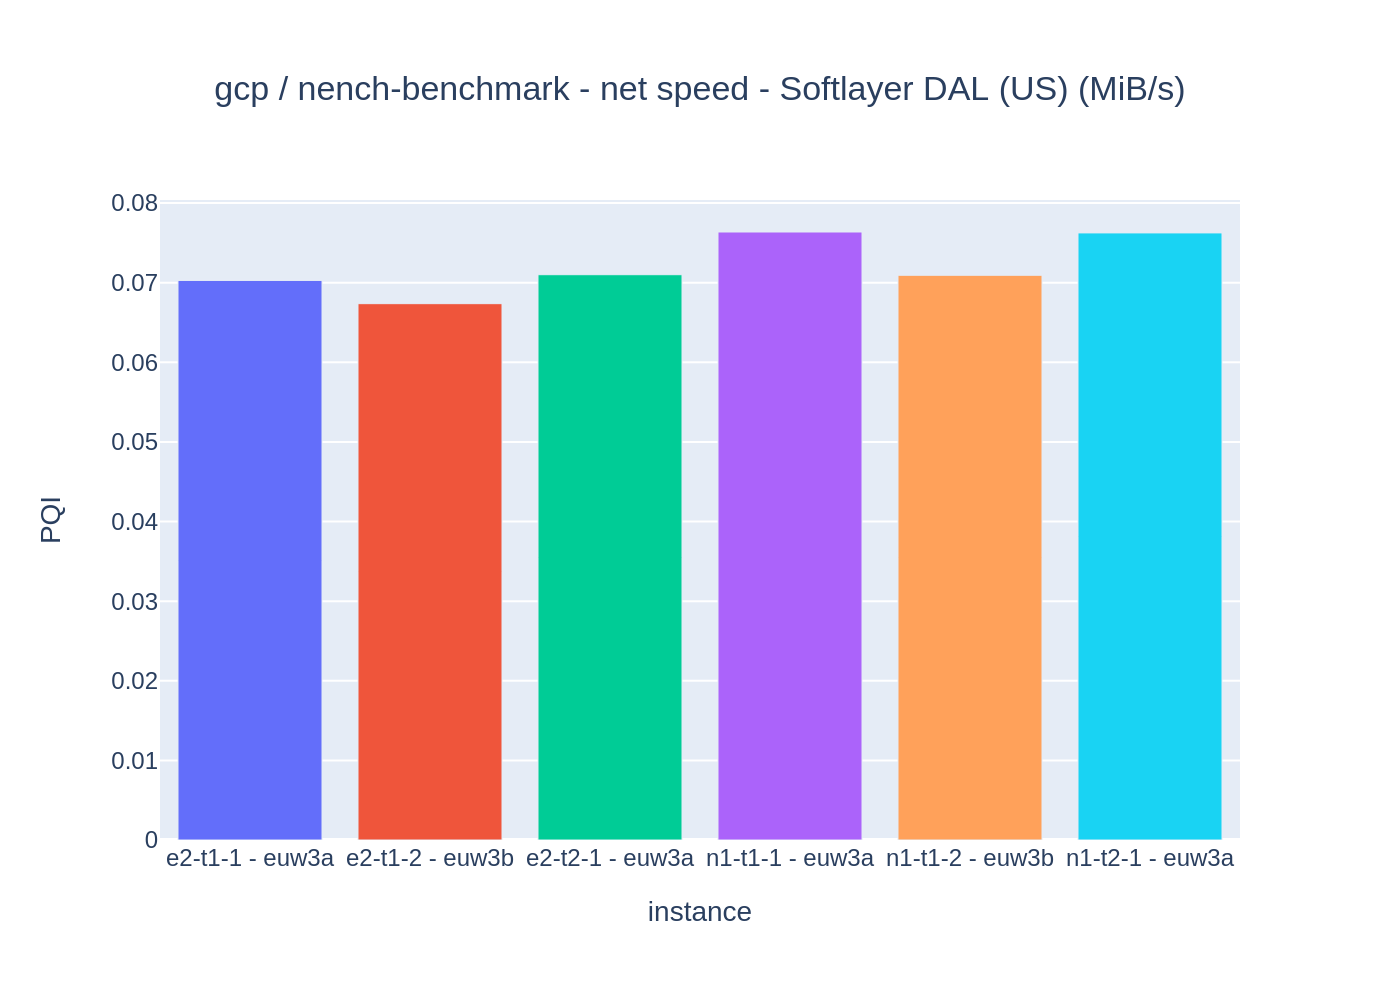 gcp / nench-benchmark - net speed - Softlayer DAL (US) (MiB/s)
0.08
0.07
0.06
0.05
0.04
0.03
0.02
0.01
0
PQI
e2-t1-1 - euw3a e2-t1-2 - euw3b e2-t2-1 - euw3a n1-t1-1 - euw3a n1-t1-2 - euw3b n1-t2-1 - euw3a
instance